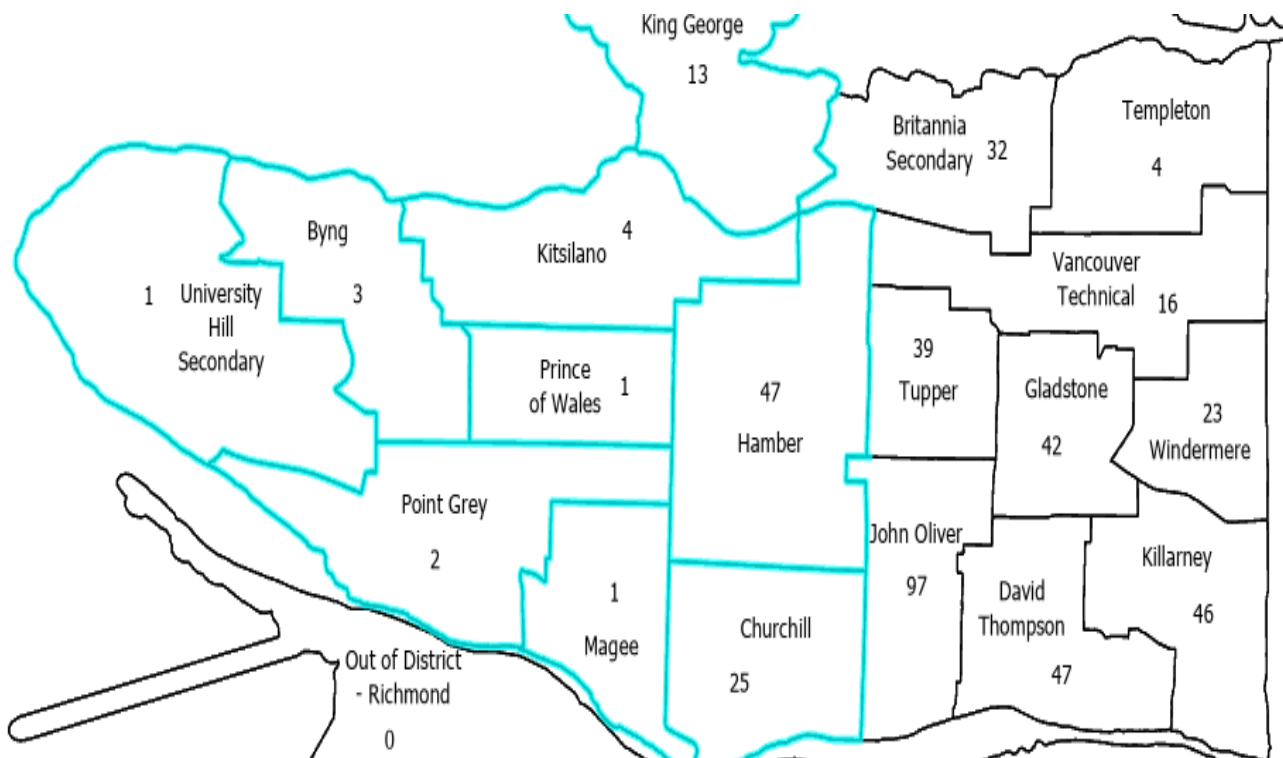 King George
13
Britannia
Secondary 32
Templeton
4
Byng
3
Kitsilano 4
1 University
Hill
Secondary
Vancouver
Technical 16
Prince
of Wales 1
47
Hamber
39
Tupper
Gladstone
42
23
Windermere
Point Grey
2
John Oliver
97
1
Magee
Churchill
25
David
Thompson
47
Killarney
46
Out of District
- Richmond
0